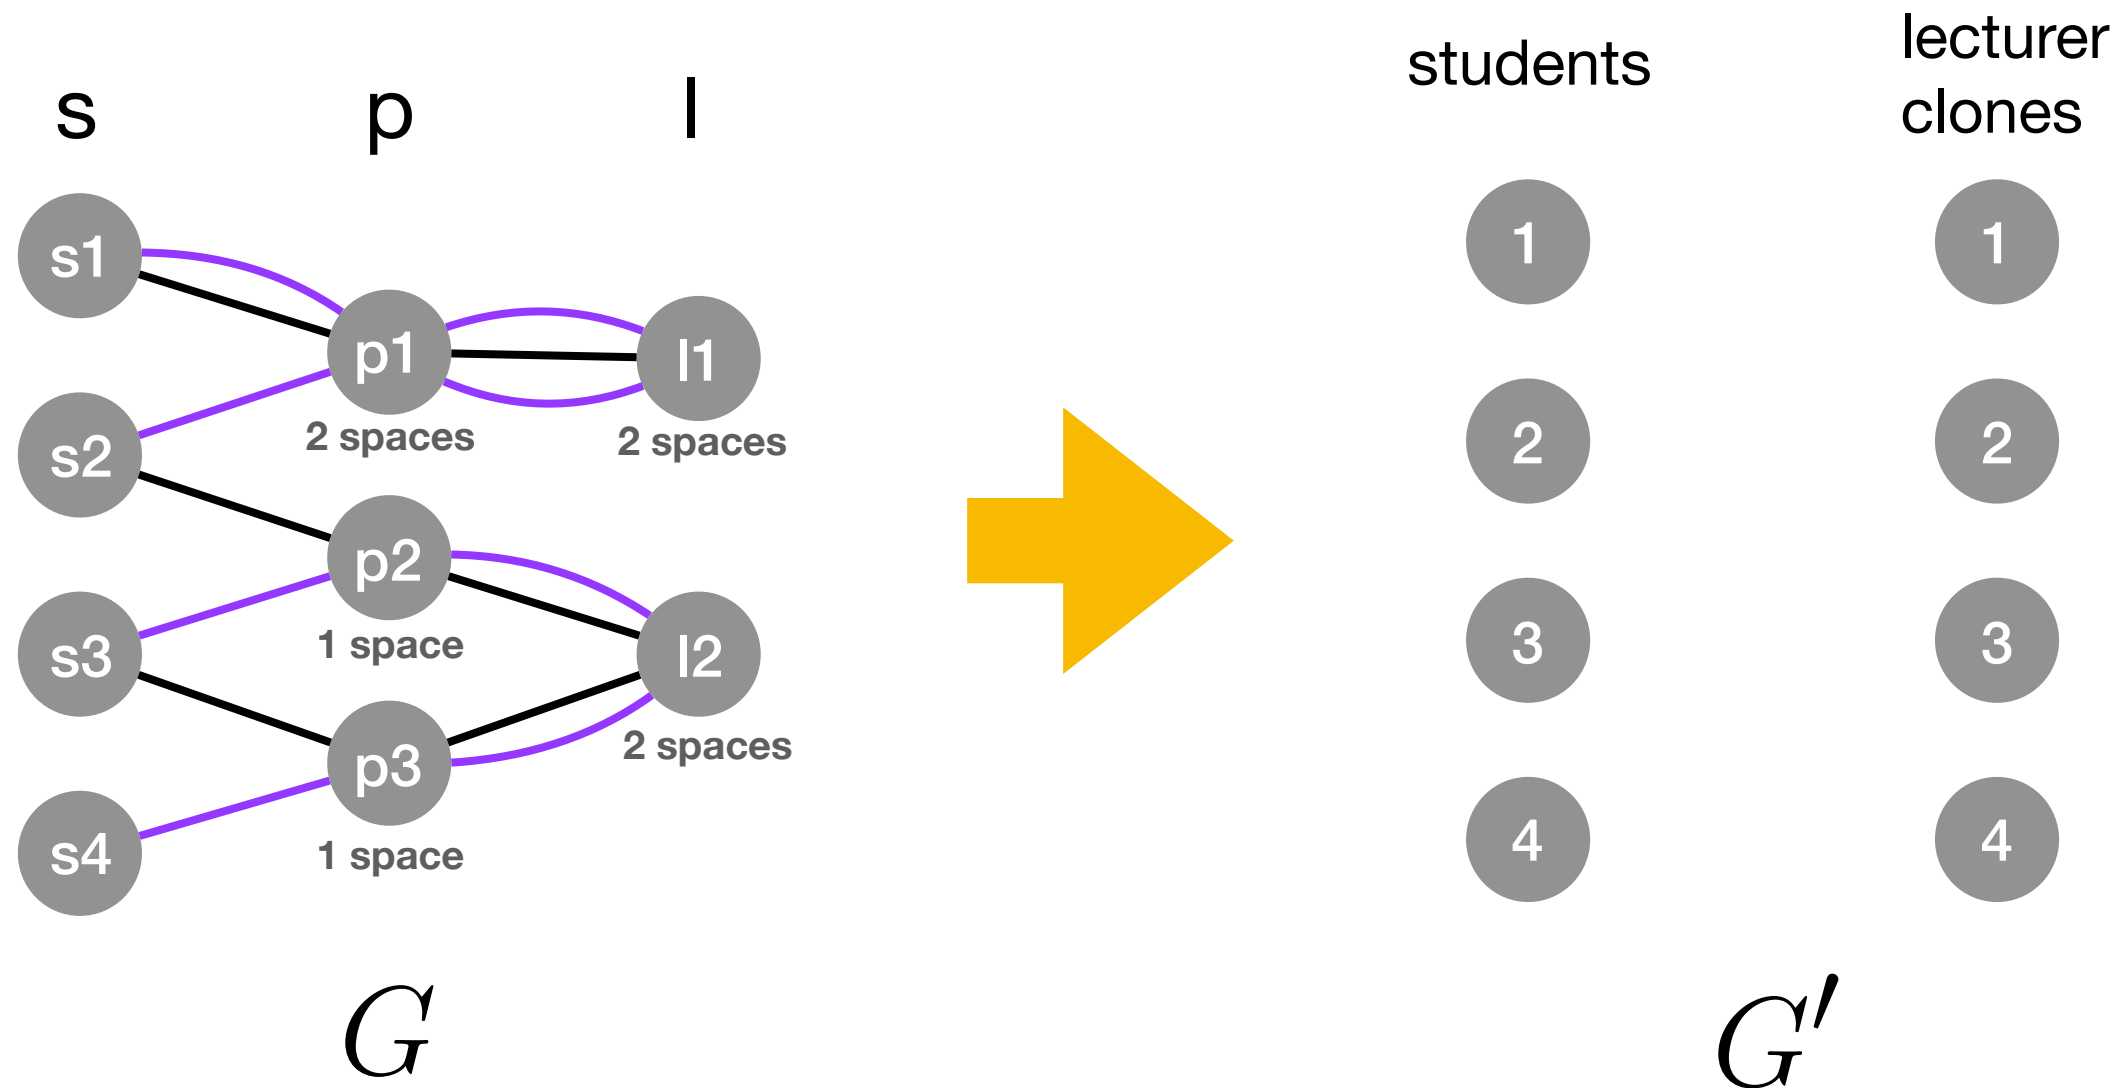 s p l
s1
s2
s3
s4
p1
2 spaces
p2
1 space
p3
1 space
l1
2 spaces
l2
2 spaces
G
students
lecturer
clones
1 1
2 2
3 3
4 4
G′